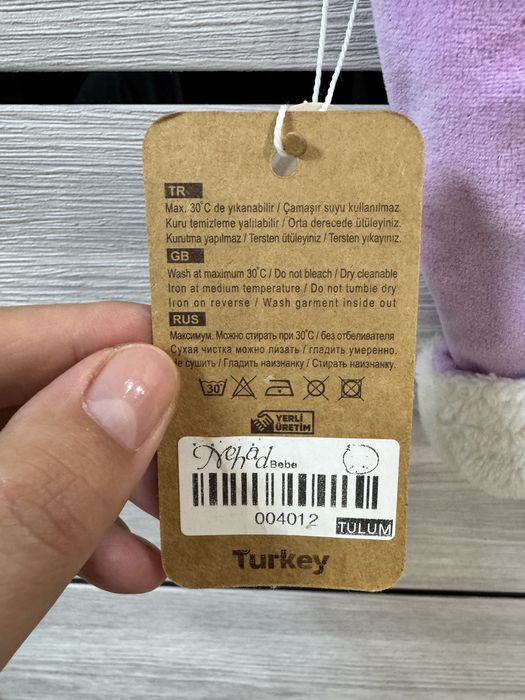 TR
Max. 30°C de yıkanabilir / Çamaşır suyu kullanılmaz
Kuru temizleme yalılabilir / Orta derecede ütüleyiniz.
Kurutma yapılmaz / Tersten ütüleyiniz / Tersten yıkayınız.
GB
Wash at maximum 30°C / Do not bleach / Dry cleanable
Iron at medium temperature / Do not tumble dry
Iron on reverse / Wash garment inside out
RUS
Максимум. Можно стирать при 30°C / без отбеливателя
Сухая чистка можно лизать / гладить умеренно.
Не сушить / Гладить наизнанку / Стирать наизнанку.
30°
YERLİ
ÜRETİM
Nehad Bebe
004012
TULUM
Turkey